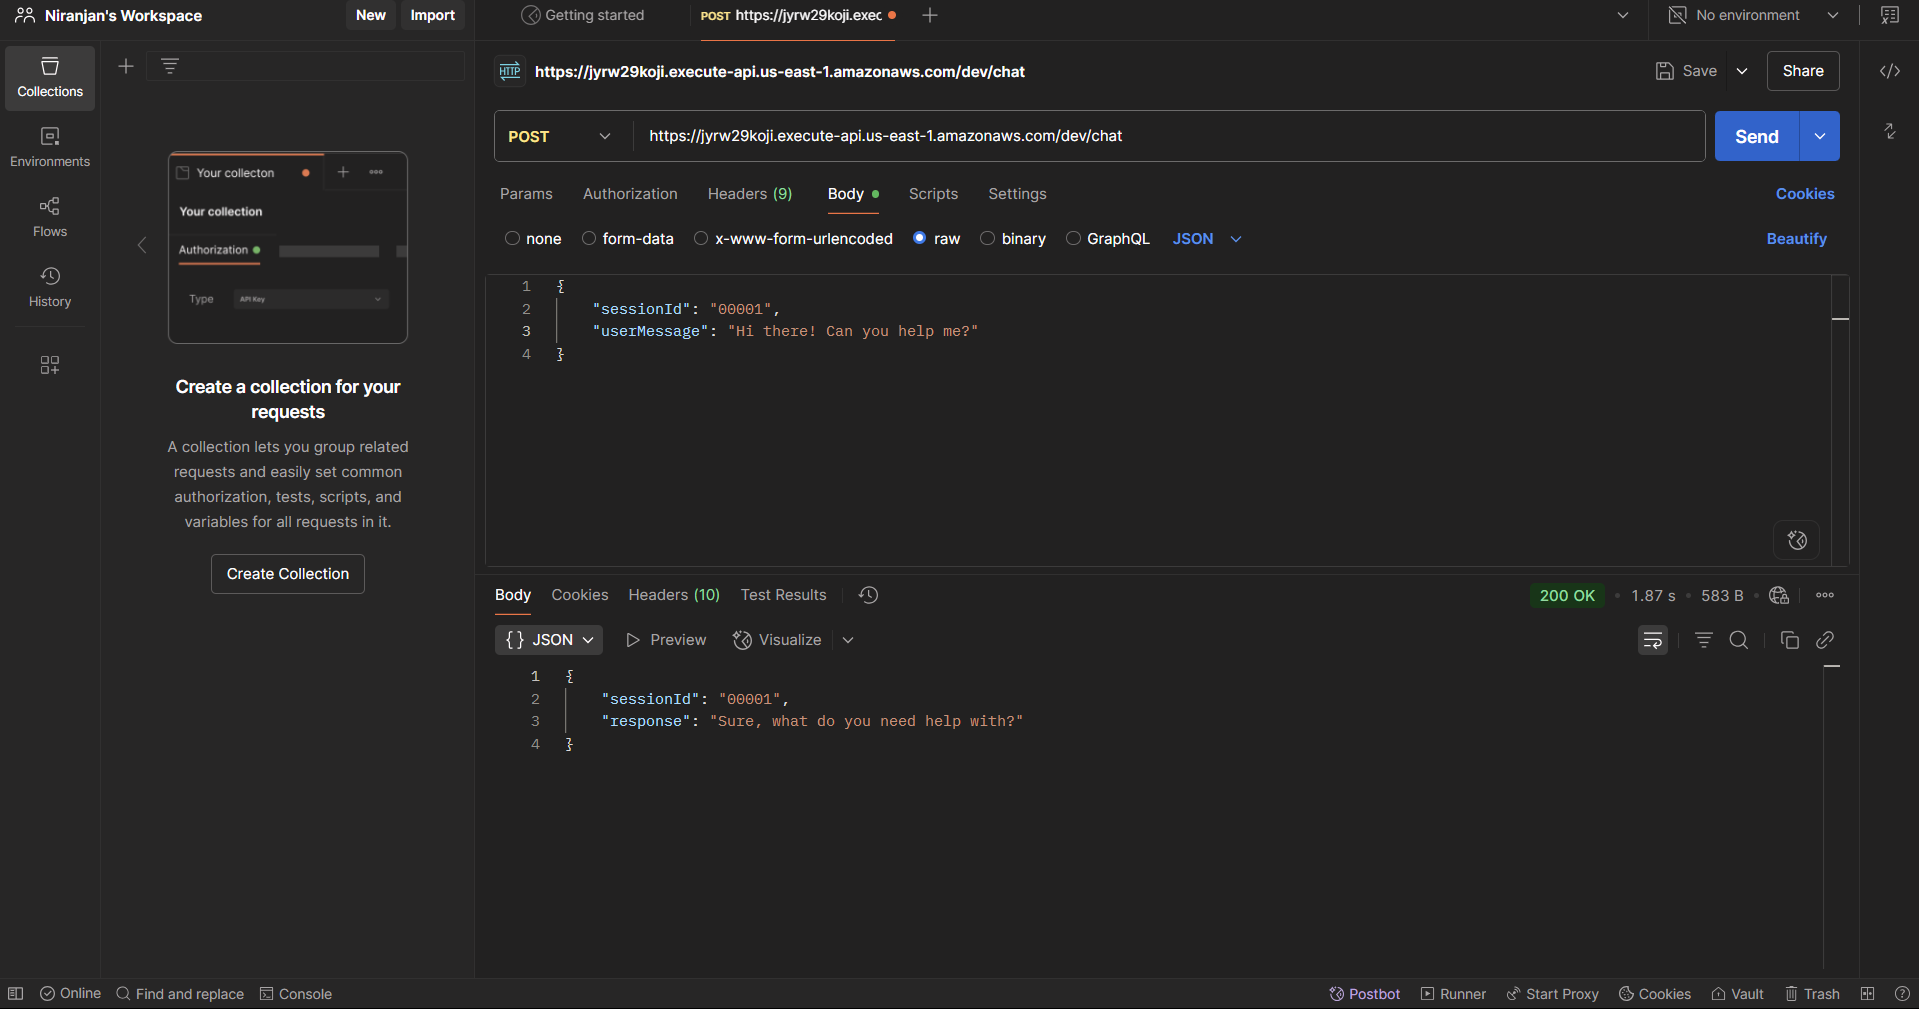 Niranjan's Workspace
New
Import
Getting started
POST https://jyrw29koji.exec
No environment
Collections
Environments
Flows
History
Your collecton
Your collection
Authorization
Type
API Key
Create a collection for your
requests
A collection lets you group related
requests and easily set common
authorization, tests, scripts, and
variables for all requests in it.
Create Collection
HTTP
https://jyrw29koji.execute-api.us-east-1.amazonaws.com/dev/chat
Save
Share
POST
https://jyrw29koji.execute-api.us-east-1.amazonaws.com/dev/chat
Send
Params
Authorization
Headers (9)
Body
Scripts
Settings
Cookies
none
form-data
x-www-form-urlencoded
raw
binary
GraphQL
JSON
Beautify
1 {
2 "sessionId": "00001",
3 "userMessage": "Hi there! Can you help me?"
4 }
Body
Cookies
Headers (10)
Test Results
200 OK
1.87 s
583 B
{} JSON
Preview
Visualize
1 {
2 "sessionId": "00001",
3 "response": "Sure, what do you need help with?"
4 }
Online
Find and replace
Console
Postbot
Runner
Start Proxy
Cookies
Vault
Trash